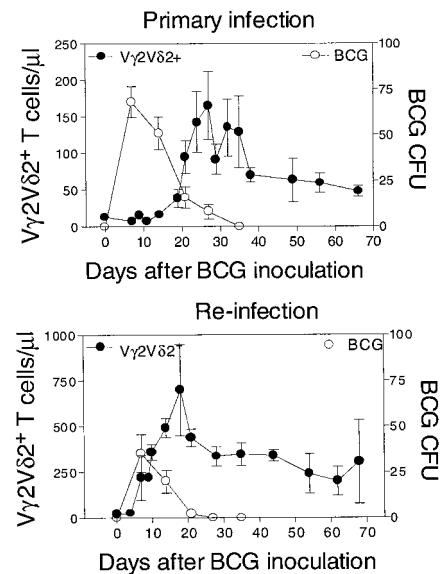 Primary infection
Vγ2Vδ2+ T cells/μl
250
200
150
100
50
0
Vγ2Vδ2+
BCG
100
75
50
25
0
BCG CFU
0 10 20 30 40 50 60 70
Days after BCG inoculation
Re-infection
Vγ2Vδ2+ T cells/μl
1000
750
500
250
0
Vγ2Vδ2
BCG
100
75
50
25
0
BCG CFU
0 10 20 30 40 50 60 70
Days after BCG inoculation